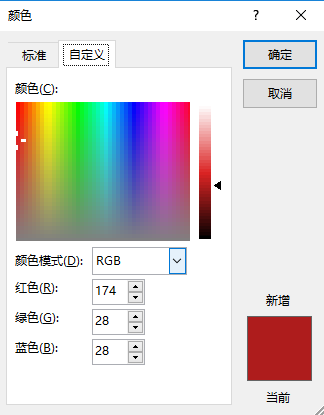 颜色
?
标准 自定义
确定
取消
颜色(C):
颜色模式(D): RGB
红色(R): 174
绿色(G): 28
蓝色(B): 28
新增
当前